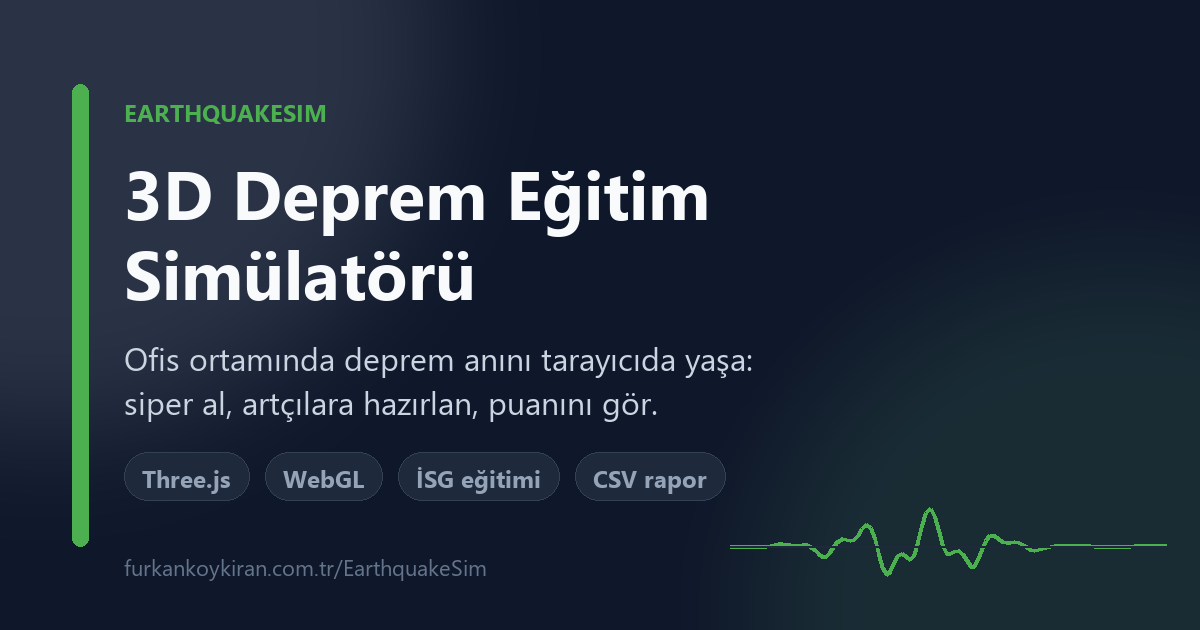 EARTHQUAKESIM
3D Deprem Eğitim
Simülatörü
Ofis ortamında deprem anını tarayıcıda yaşa:
siper al, artçılara hazırlan, puanını gör.
Three.js WebGL İSG eğitimi CSV rapor
furkankoykiran.com.tr/EarthquakeSim